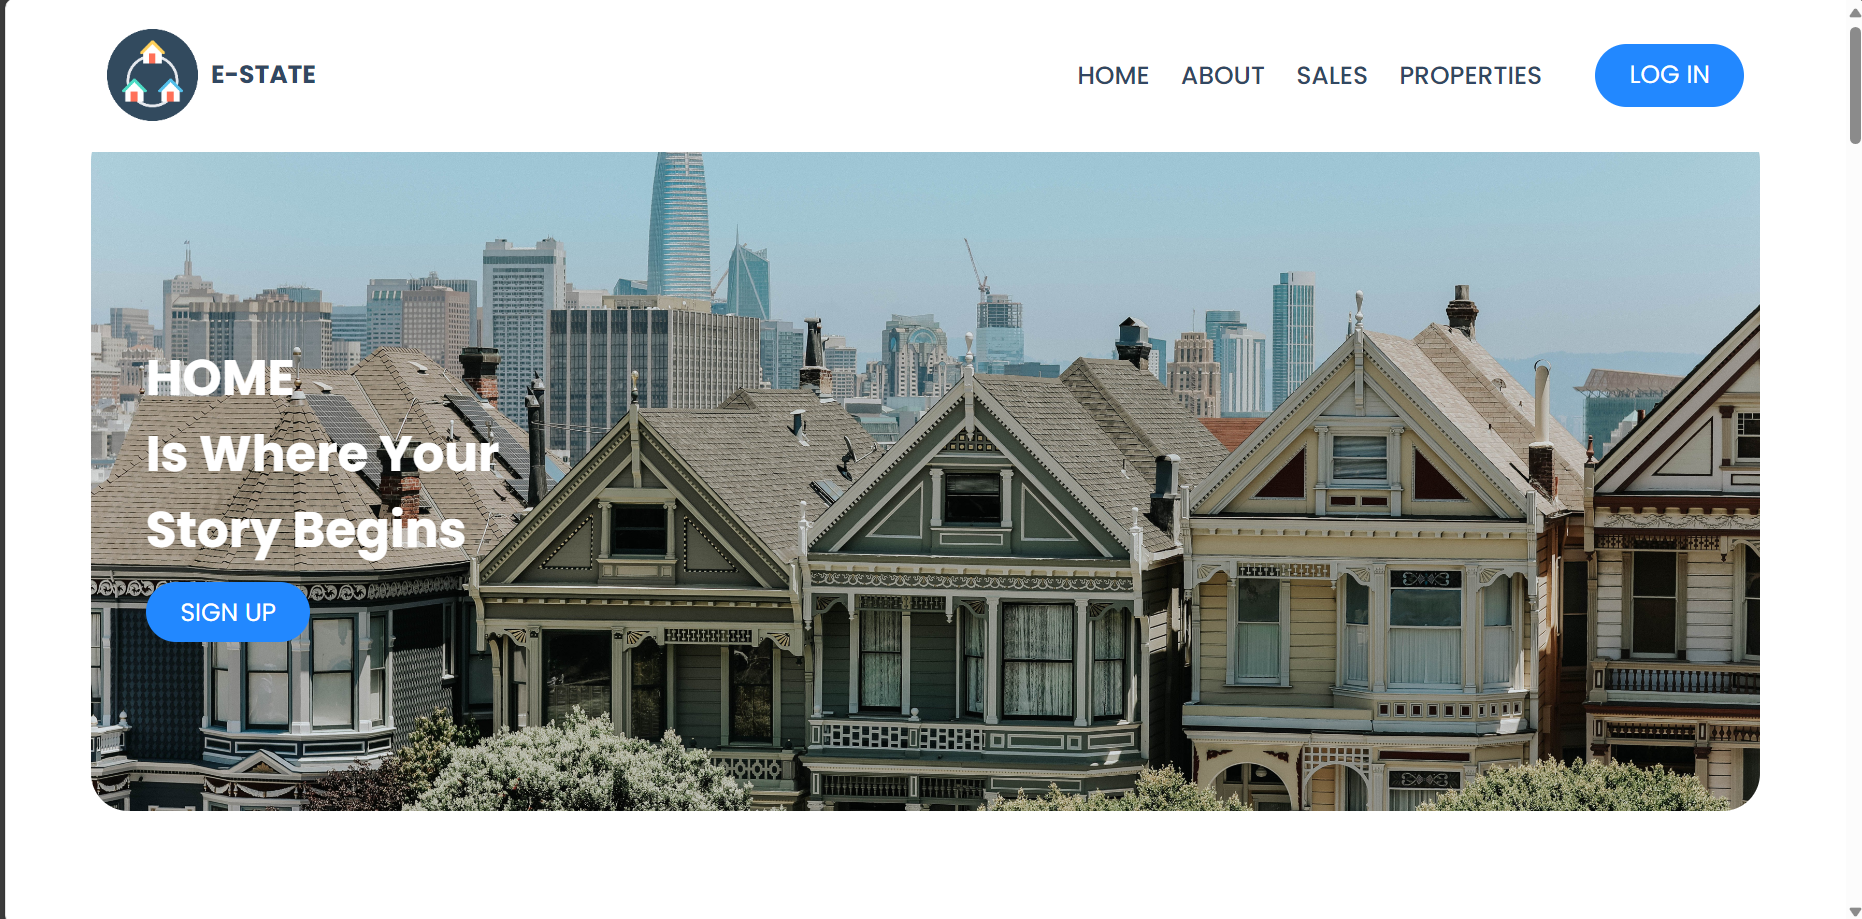 E-STATE
HOME ABOUT SALES PROPERTIES LOG IN
HOME
Is Where Your
Story Begins
SIGN UP